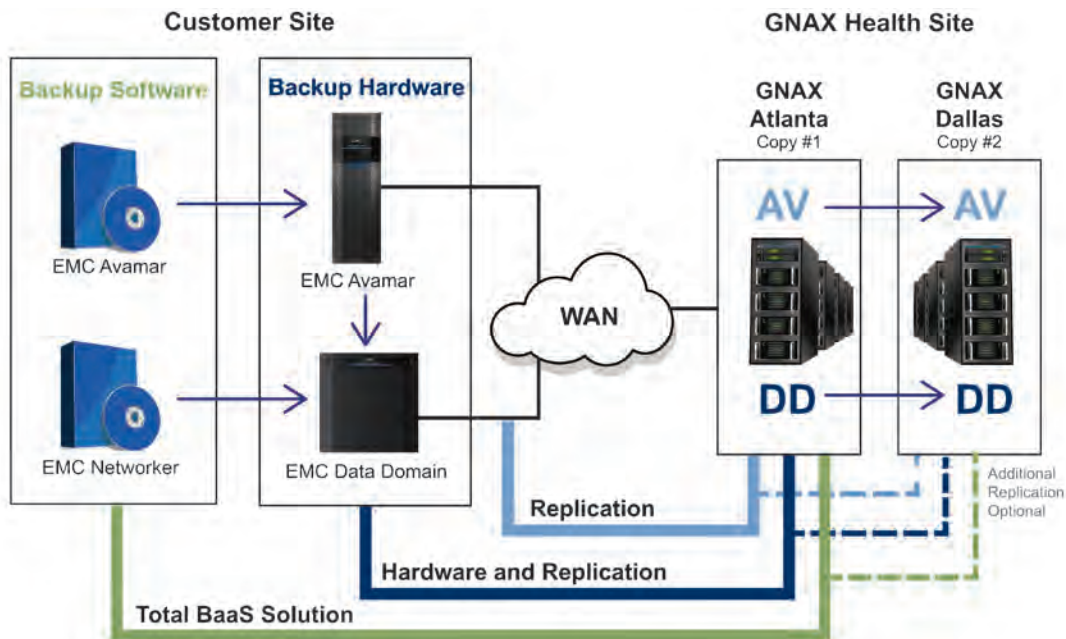 Customer Site
GNAX Health Site
Backup Software
Backup Hardware
GNAX
Atlanta
Copy #1
GNAX
Dallas
Copy #2
EMC Avamar
EMC Avamar
AV
AV
WAN
EMC Networker
EMC Data Domain
DD
DD
Additional
Replication
Optional
Replication
Hardware and Replication
Total BaaS Solution